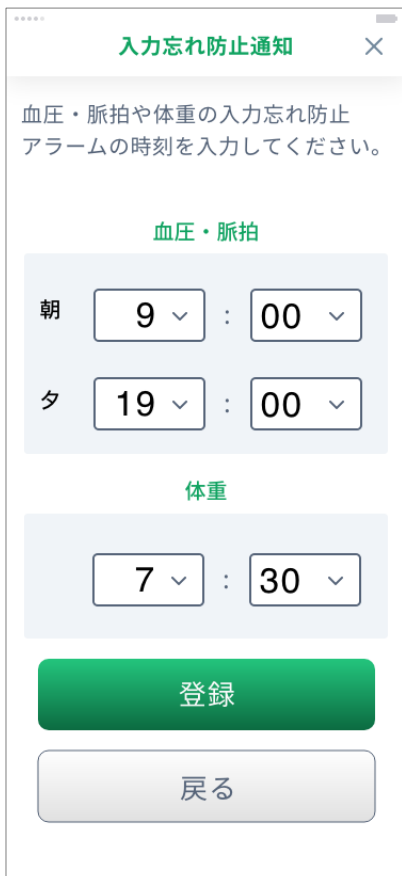 入力忘れ防止通知 ×
血圧・脈拍や体重の入力忘れ防止
アラームの時刻を入力してください。
血圧・脈拍
朝 9 : 00
夕 19 : 00
体重
7 : 30
登録
戻る